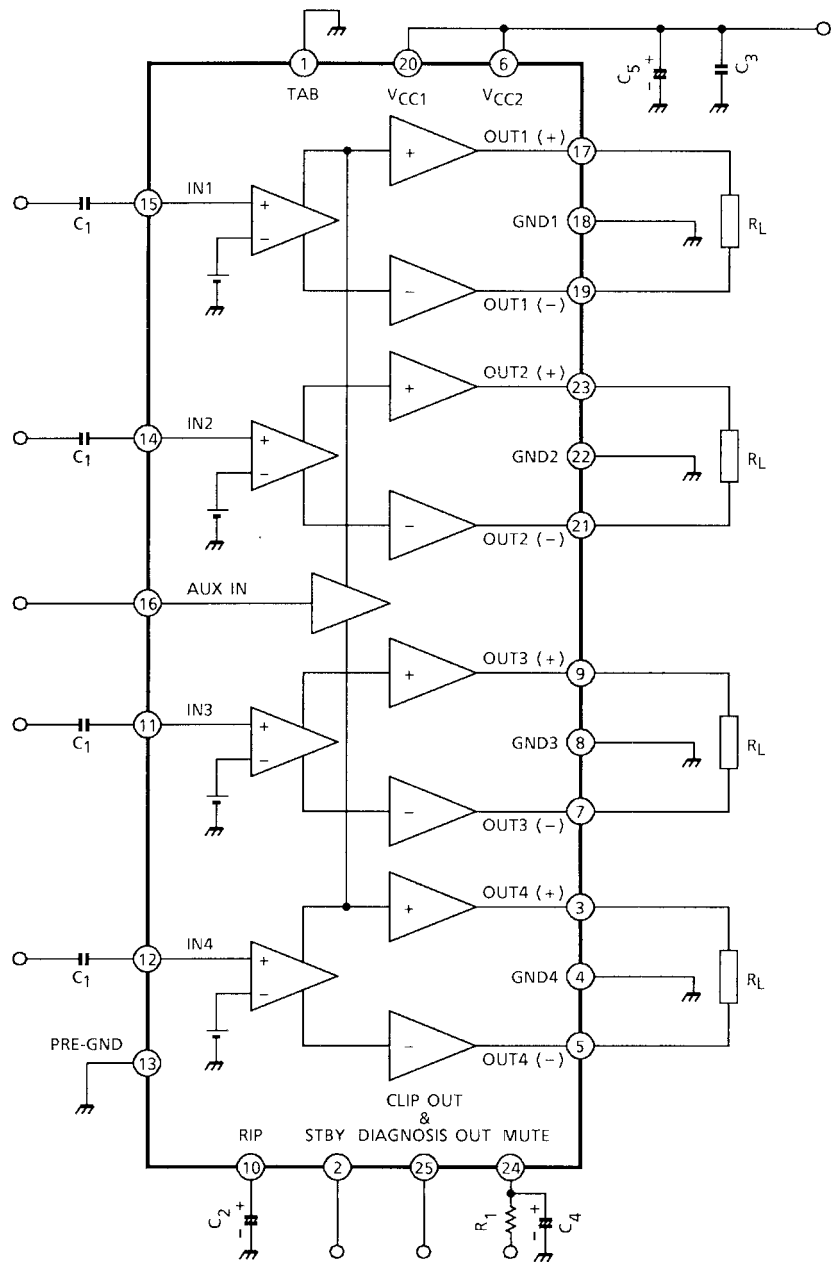 1
20
6
TAB
VCC1
VCC2
C5
+
-
C3
OUT1 (+)
17
+
15
IN1
C1
+
-
GND1
18
RL
-
19
OUT1 (-)
OUT2 (+)
23
+
14
IN2
C1
+
-
GND2
22
RL
-
21
OUT2 (-)
16
AUX IN
OUT3 (+)
9
+
11
IN3
C1
+
-
GND3
8
RL
-
7
OUT3 (-)
OUT4 (+)
3
+
12
IN4
C1
+
-
GND4
4
RL
-
5
OUT4 (-)
PRE-GND
13
CLIP OUT
&
RIP
STBY
DIAGNOSIS OUT
MUTE
10
2
25
24
C2
+
-
R1
+
-
C4